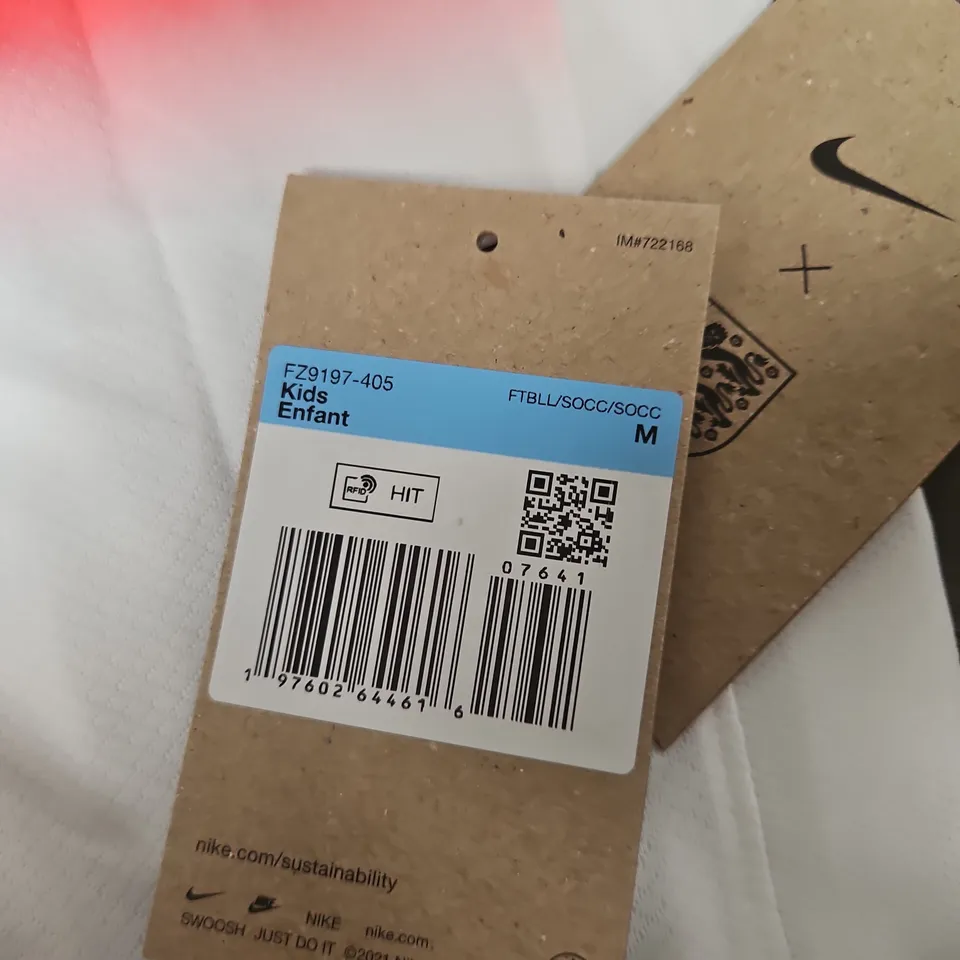 IM#722168
FZ9197-405
Kids
Enfant
FTBLL/SOCC/SOCC
M
RFID HIT
07641
1 97602 64461 6
nike.com/sustainability
NIKE nike.com.
SWOOSH JUST DO IT ©2021